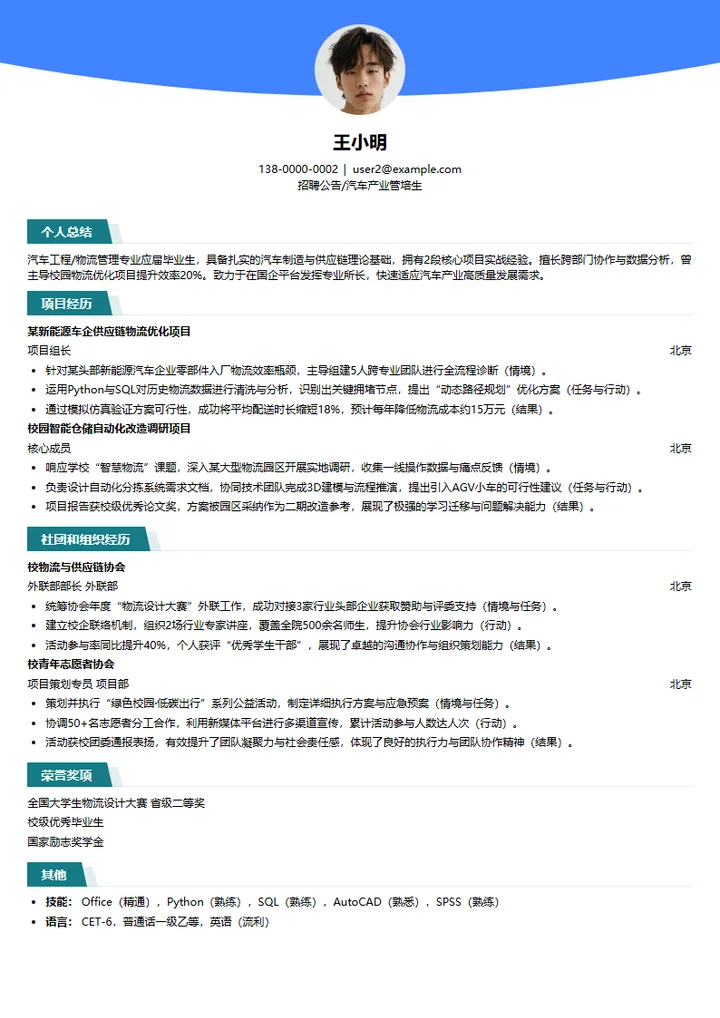 王小明
138-0000-0002 | user2@example.com
招聘公告/汽车产业管培生
个人总结
汽车工程/物流管理专业应届毕业生，具备扎实的汽车制造与供应链理论基础，拥有2段核心项目实战经验。擅长跨部门协作与数据分析，曾
主导校园物流优化项目提升效率20%。致力于在国企平台发挥专业所长，快速适应汽车产业高质量发展需求。
项目经历
某新能源车企供应链物流优化项目
项目组长 北京
• 针对某头部新能源汽车企业零部件入厂物流效率瓶颈，主导组建5人跨专业团队进行全流程诊断（情境）。
• 运用Python与SQL对历史物流数据进行清洗与分析，识别出关键拥堵节点，提出“动态路径规划”优化方案（任务与行动）。
• 通过模拟仿真验证方案可行性，成功将平均配送时长缩短18%，预计每年降低物流成本约15万元（结果）。
校园智能仓储自动化改造调研项目
核心成员 北京
• 响应学校“智慧物流”课题，深入某大型物流园区开展实地调研，收集一线操作数据与痛点反馈（情境）。
• 负责设计自动化分拣系统需求文档，协同技术团队完成3D建模与流程推演，提出引入AGV小车的可行性建议（任务与行动）。
• 项目报告获校级优秀论文奖，方案被园区采纳作为二期改造参考，展现了极强的学习迁移与问题解决能力（结果）。
社团和组织经历
校物流与供应链协会
外联部部长 外联部 北京
• 统筹协会年度“物流设计大赛”外联工作，成功对接3家行业头部企业获取赞助与评委支持（情境与任务）。
• 建立校企联络机制，组织2场行业专家讲座，覆盖全院500余名师生，提升协会行业影响力（行动）。
• 活动参与率同比提升40%，个人获评“优秀学生干部”，展现了卓越的沟通协作与组织策划能力（结果）。
校青年志愿者协会
项目策划专员 项目部 北京
• 策划并执行“绿色校园·低碳出行”系列公益活动，制定详细执行方案与应急预案（情境与任务）。
• 协调50+名志愿者分工合作，利用新媒体平台进行多渠道宣传，累计活动参与人数达人次（行动）。
• 活动获校团委通报表扬，有效提升了团队凝聚力与社会责任感，体现了良好的执行力与团队协作精神（结果）。
荣誉奖项
全国大学生物流设计大赛 省级二等奖
校级优秀毕业生
国家励志奖学金
其他
• 技能： Office（精通）, Python（熟练）, SQL（熟练）, AutoCAD（熟悉）, SPSS（熟练）
• 语言： CET-6，普通话一级乙等，英语（流利）